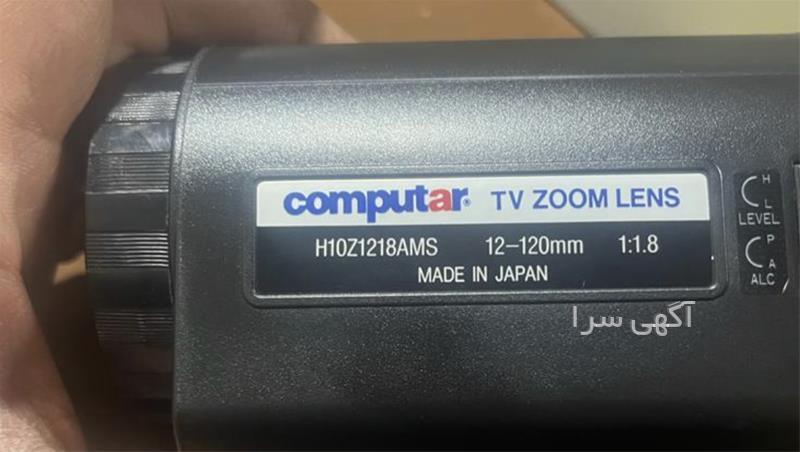 computar® TV ZOOM LENS
H10Z1218AMS 12–120mm 1:1.8
MADE IN JAPAN
H
L
LEVEL
P
A
ALC
آگهی سرا